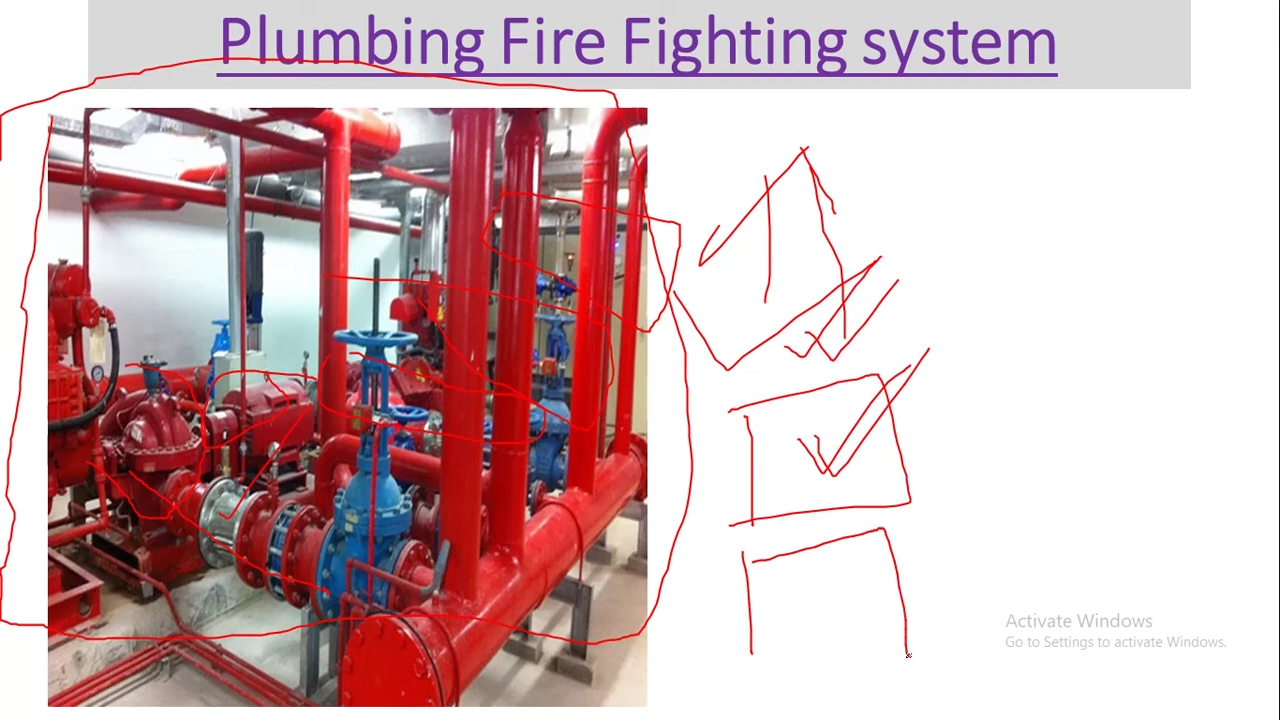 Plumbing Fire Fighting system
Activate Windows
Go to Settings to activate Windows.